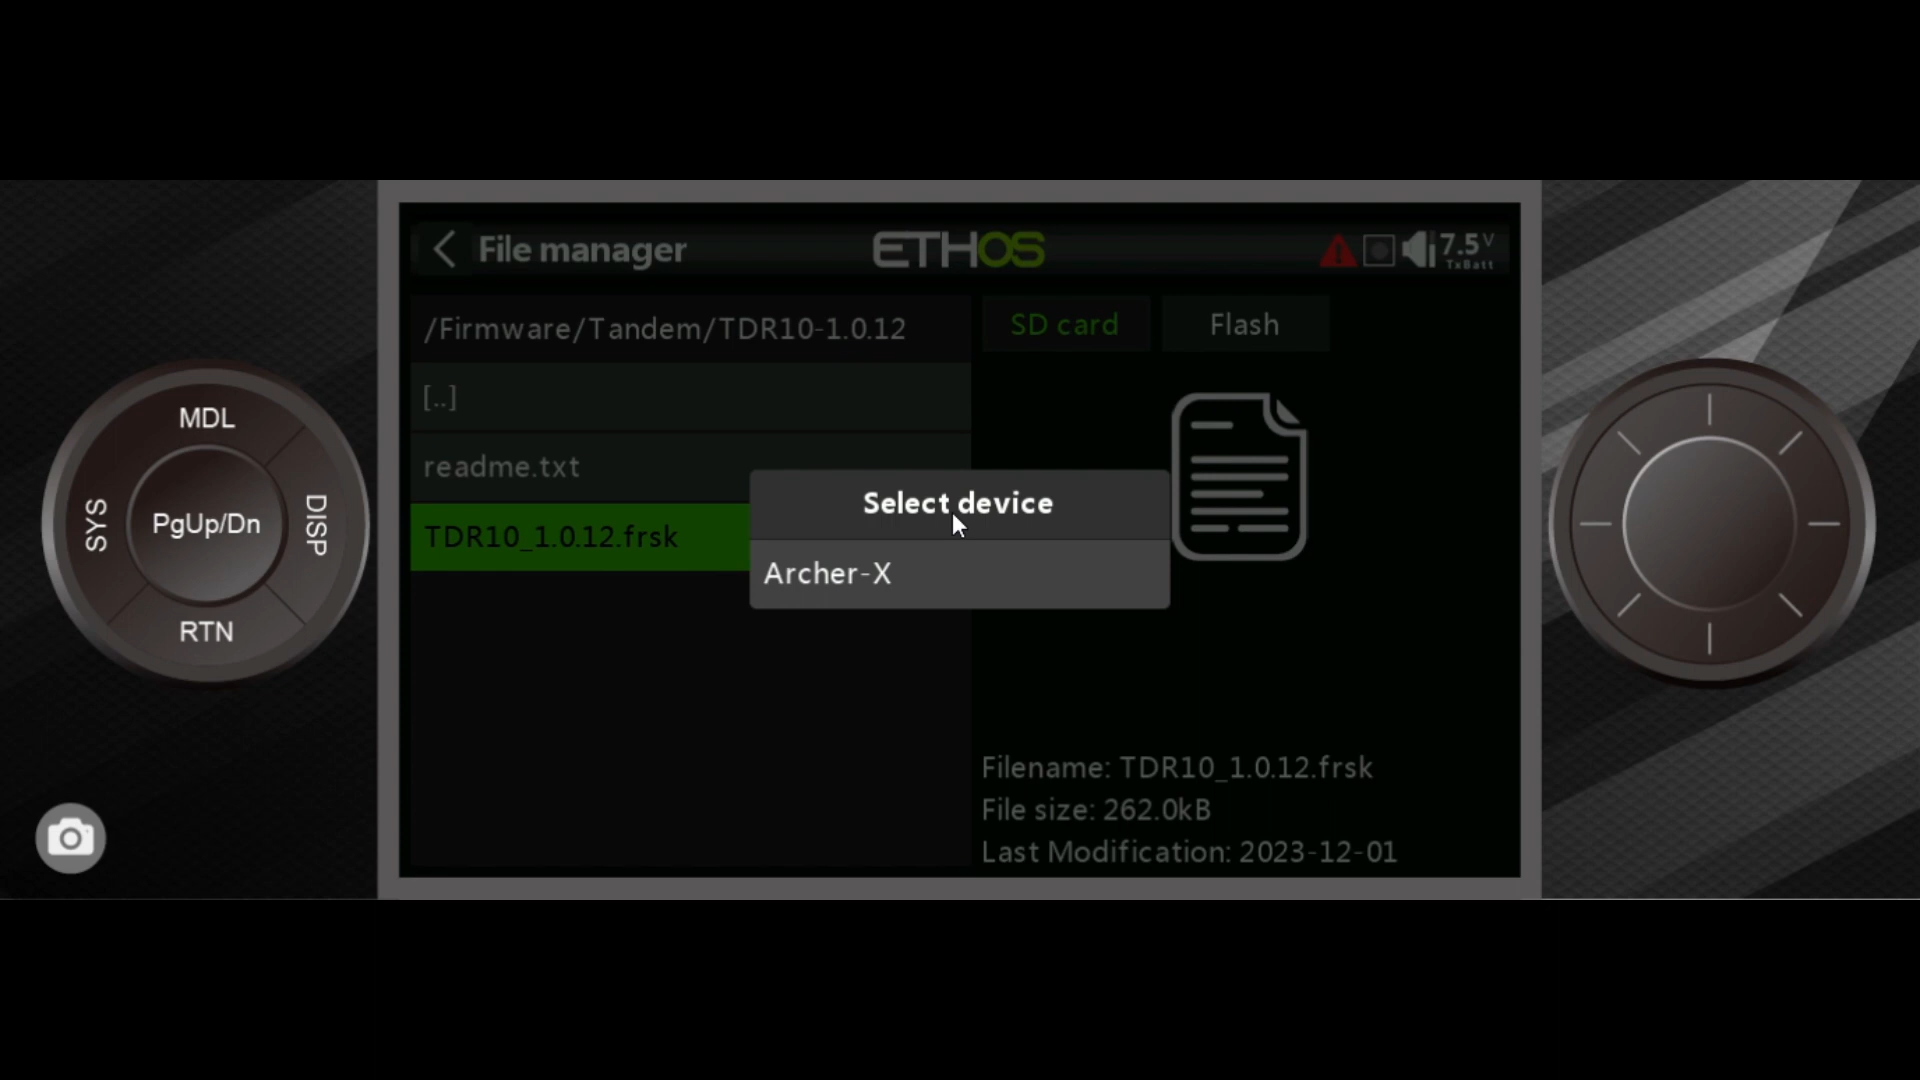 File manager
ETHOS
7.5V
TxBatt
/Firmware/Tandem/TDR10-1.0.12
SD card
Flash
[..]
readme.txt
TDR10_1.0.12.frsk
Select device
Archer-X
Filename: TDR10_1.0.12.frsk
File size: 262.0kB
Last Modification: 2023-12-01
MDL
SYS
PgUp/Dn
DISP
RTN